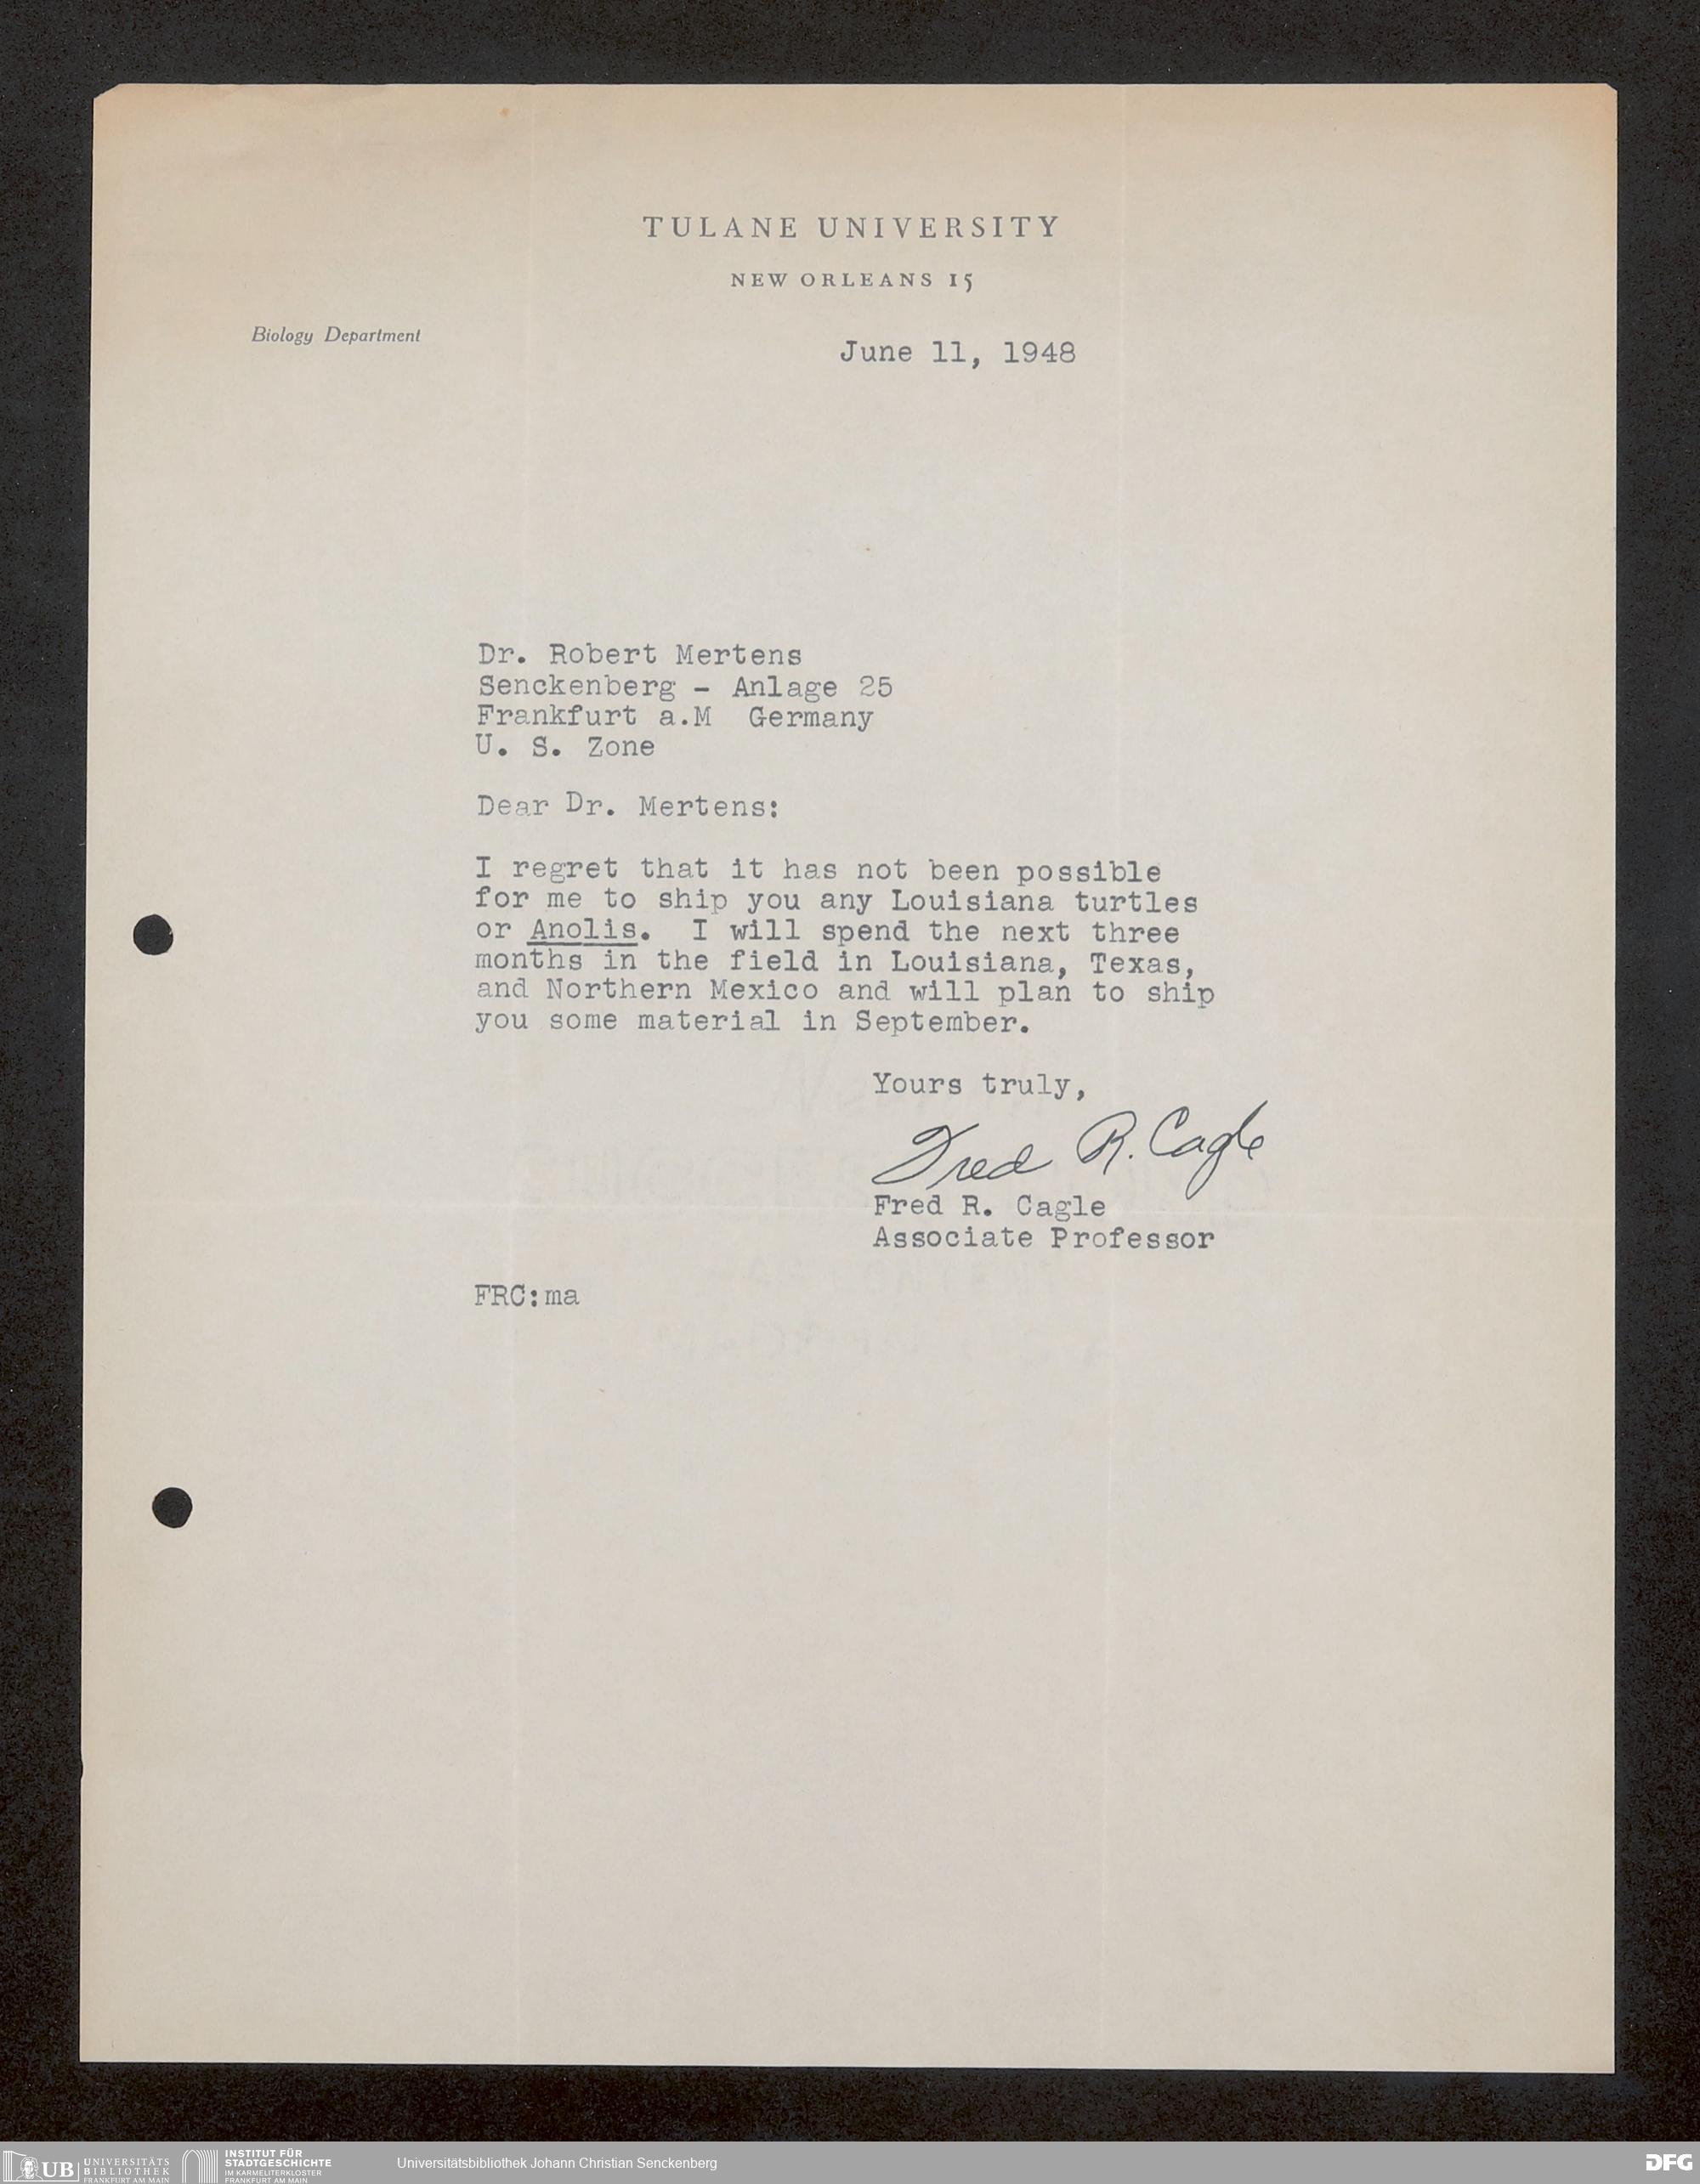 TULANE UNIVERSITY
NEW ORLEANS 15
Biology Department
June 11, 1948
Dr. Robert Mertens
Senckenberg - Anlage 25
Frankfurt a.M  Germany
U. S. Zone
Dear Dr. Mertens:
I regret that it has not been possible
for me to ship you any Louisiana turtles
or Anolis.  I will spend the next three
months in the field in Louisiana, Texas,
and Northern Mexico and will plan to ship
you some material in September.
Yours truly,
Fred R. Cagle
Fred R. Cagle
Associate Professor
FRC:ma
UB UNIVERSITÄTS
BIBLIOTHEK
FRANKFURT AM MAIN
INSTITUT FÜR
STADTGESCHICHTE
IM KARMELITERKLOSTER
FRANKFURT AM MAIN
Universitätsbibliothek Johann Christian Senckenberg
DFG